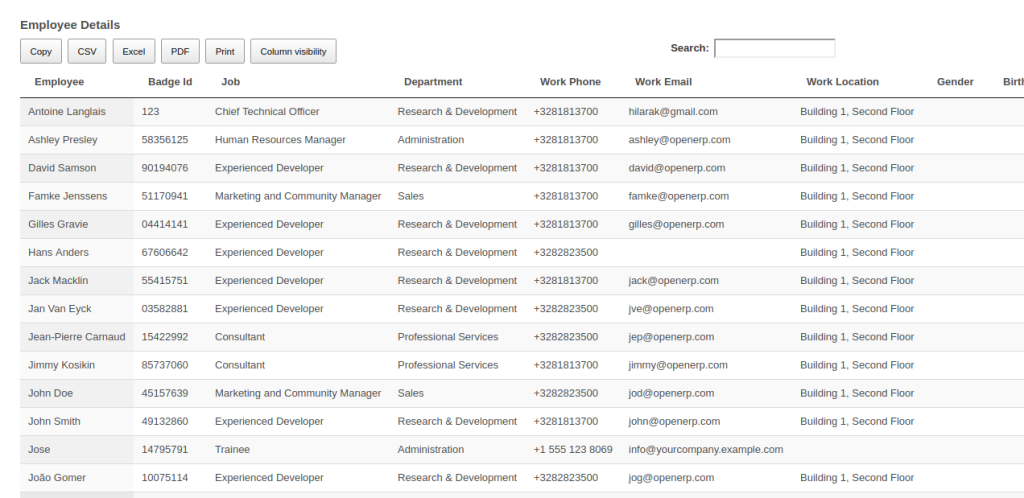 Employee Details
Copy CSV Excel PDF Print Column visibility Search:
Employee Badge Id Job Department Work Phone Work Email Work Location Gender Birth
Antoine Langlais 123 Chief Technical Officer Research & Development +3281813700 hilarak@gmail.com Building 1, Second Floor
Ashley Presley 58356125 Human Resources Manager Administration +3281813700 ashley@openerp.com Building 1, Second Floor
David Samson 90194076 Experienced Developer Research & Development +3281813700 david@openerp.com Building 1, Second Floor
Famke Jenssens 51170941 Marketing and Community Manager Sales +3281813700 famke@openerp.com Building 1, Second Floor
Gilles Gravie 04414141 Experienced Developer Research & Development +3281813700 gilles@openerp.com Building 1, Second Floor
Hans Anders 67606642 Experienced Developer Research & Development +3282823500 Building 1, Second Floor
Jack Macklin 55415751 Experienced Developer Research & Development +3281813700 jack@openerp.com Building 1, Second Floor
Jan Van Eyck 03582881 Experienced Developer Research & Development +3282823500 jve@openerp.com Building 1, Second Floor
Jean-Pierre Carnaud 15422992 Consultant Professional Services +3282823500 jep@openerp.com Building 1, Second Floor
Jimmy Kosikin 85737060 Consultant Professional Services +3281813700 jimmy@openerp.com Building 1, Second Floor
John Doe 45157639 Marketing and Community Manager Sales +3282823500 jod@openerp.com Building 1, Second Floor
John Smith 49132860 Experienced Developer Research & Development +3281813700 john@openerp.com Building 1, Second Floor
Jose 14795791 Trainee Administration +1 555 123 8069 info@yourcompany.example.com
João Gomer 10075114 Experienced Developer Research & Development +3282823500 jog@openerp.com Building 1, Second Floor